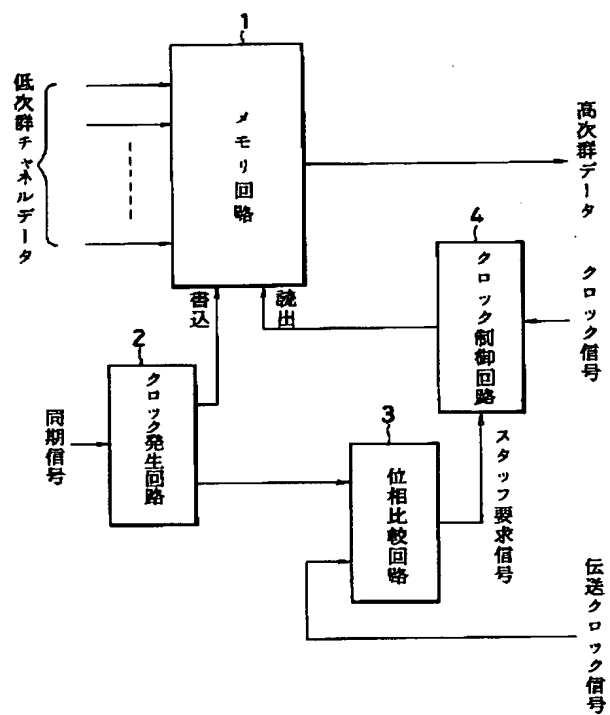 1
低次群チャネルデータ
メモリ回路
高次群データ
4
クロック制御回路
クロック信号
書込
読出
2
クロック発生回路
同期信号
3
位相比較回路
スタッフ要求信号
伝送クロック信号